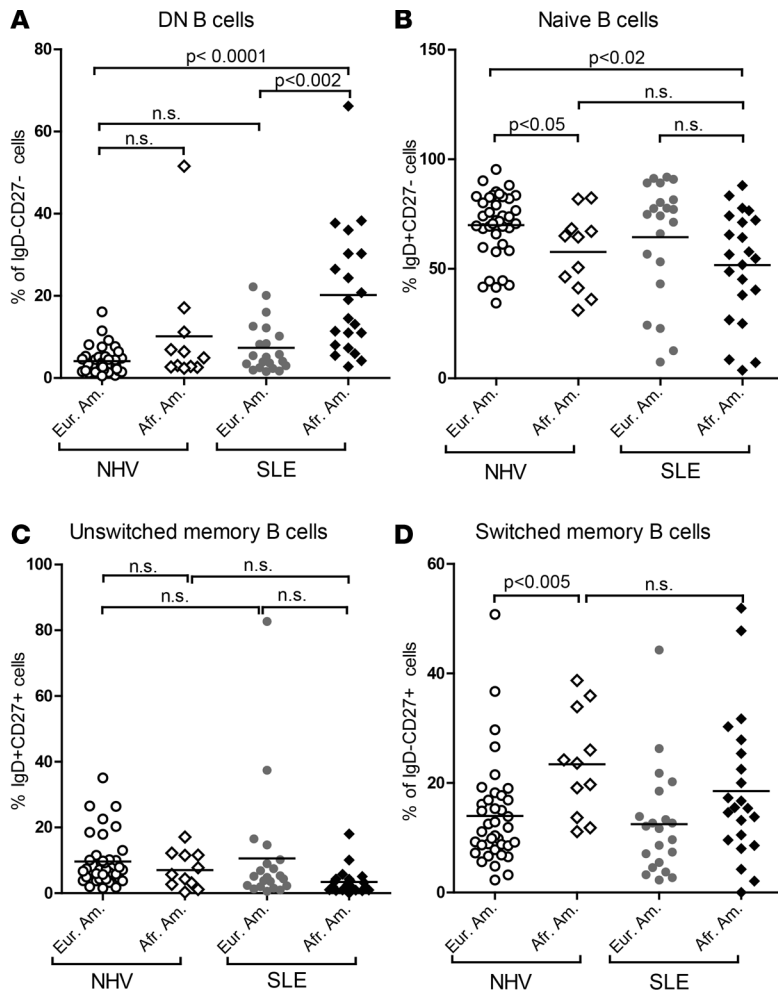 A
DN B cells
% of IgD-CD27- cells
80
60
40
20
0
p< 0.0001
p<0.002
n.s.
n.s.
Eur. Am.
Afr. Am.
Eur. Am.
Afr. Am.
NHV
SLE
B
Naive B cells
% IgD+CD27- cells
150
100
50
0
p<0.02
n.s.
p<0.05
n.s.
Eur. Am.
Afr. Am.
Eur. Am.
Afr. Am.
NHV
SLE
C
Unswitched memory B cells
% IgD+CD27+ cells
100
80
60
40
20
0
n.s.
n.s.
n.s.
n.s.
Eur. Am.
Afr. Am.
Eur. Am.
Afr. Am.
NHV
SLE
D
Switched memory B cells
% of IgD-CD27+ cells
60
40
20
0
p<0.005
n.s.
Eur. Am.
Afr. Am.
Eur. Am.
Afr. Am.
NHV
SLE